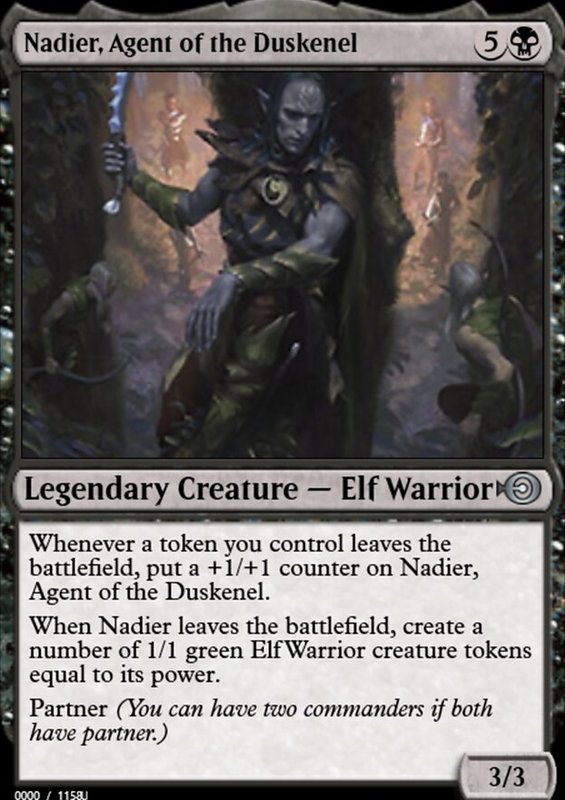 Nadier, Agent of the Duskenel 5
Legendary Creature — Elf Warrior
Whenever a token you control leaves the
battlefield, put a +1/+1 counter on Nadier,
Agent of the Duskenel.
When Nadier leaves the battlefield, create a
number of 1/1 green Elf Warrior creature tokens
equal to its power.
Partner (You can have two commanders if both
have partner.)
3/3
0000 / 1158U